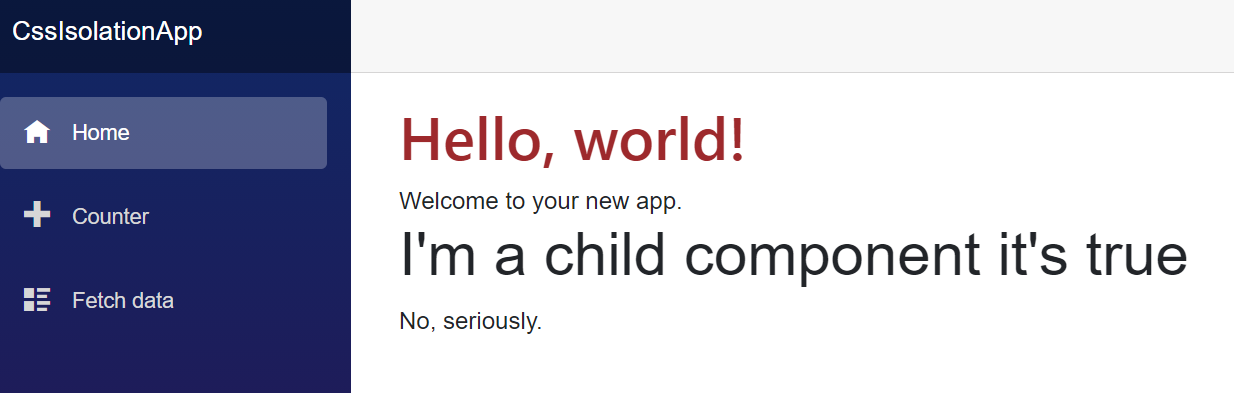 CssIsolationApp
Home
Counter
Fetch data
Hello, world!
Welcome to your new app.
I'm a child component it's true
No, seriously.